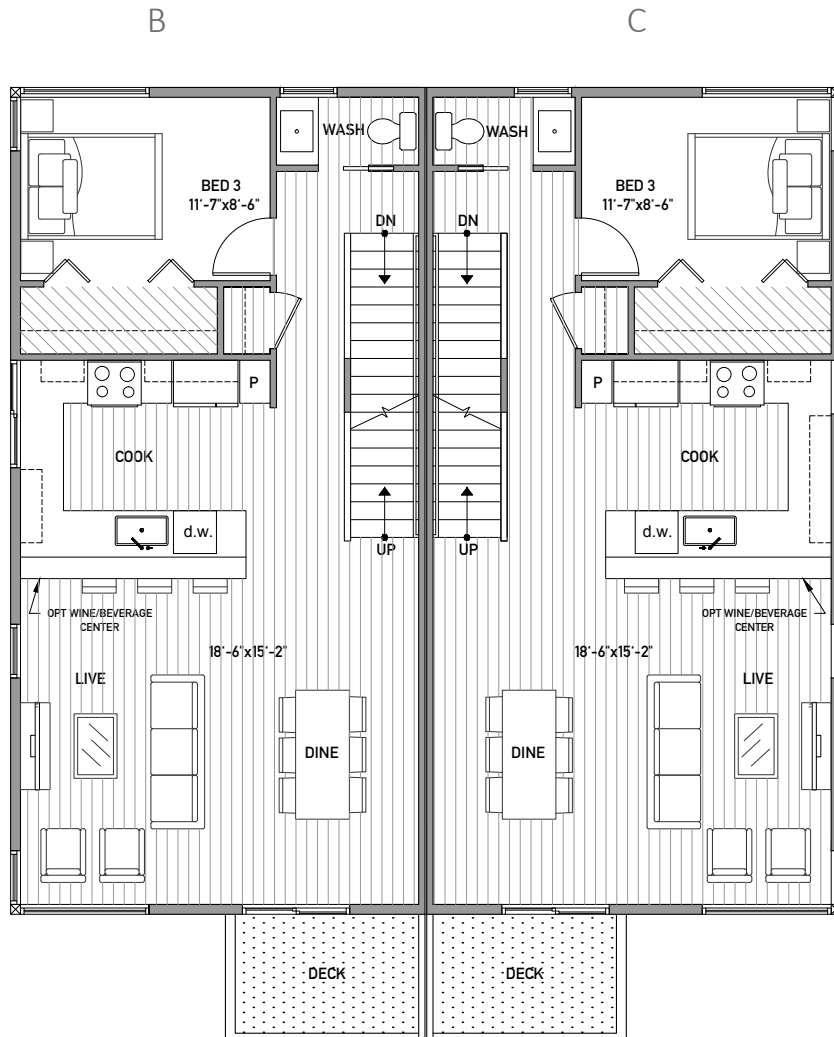 B
C
WASH
WASH
BED 3
11'-7"x8'-6"
BED 3
11'-7"x8'-6"
DN
DN
P
P
COOK
COOK
d.w.
d.w.
UP
UP
OPT WINE/BEVERAGE
CENTER
OPT WINE/BEVERAGE
CENTER
18'-6"x15'-2"
18'-6"x15'-2"
LIVE
LIVE
DINE
DINE
DECK
DECK